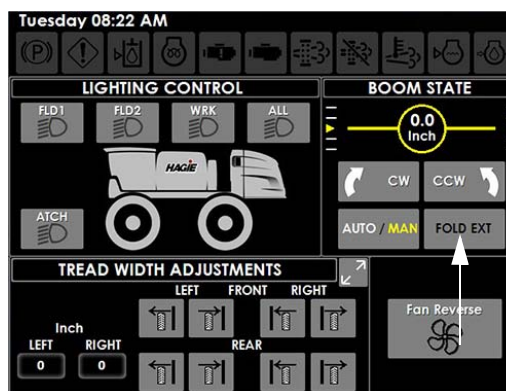 Tuesday 08:22 AM
LIGHTING CONTROL
FLD1 FLD2 WRK ALL
HAGIE
ATCH
BOOM STATE
0.0
Inch
CW CCW
AUTO / MAN FOLD EXT
TREAD WIDTH ADJUSTMENTS
LEFT FRONT RIGHT
Inch
LEFT RIGHT
0 0
REAR
Fan Reverse